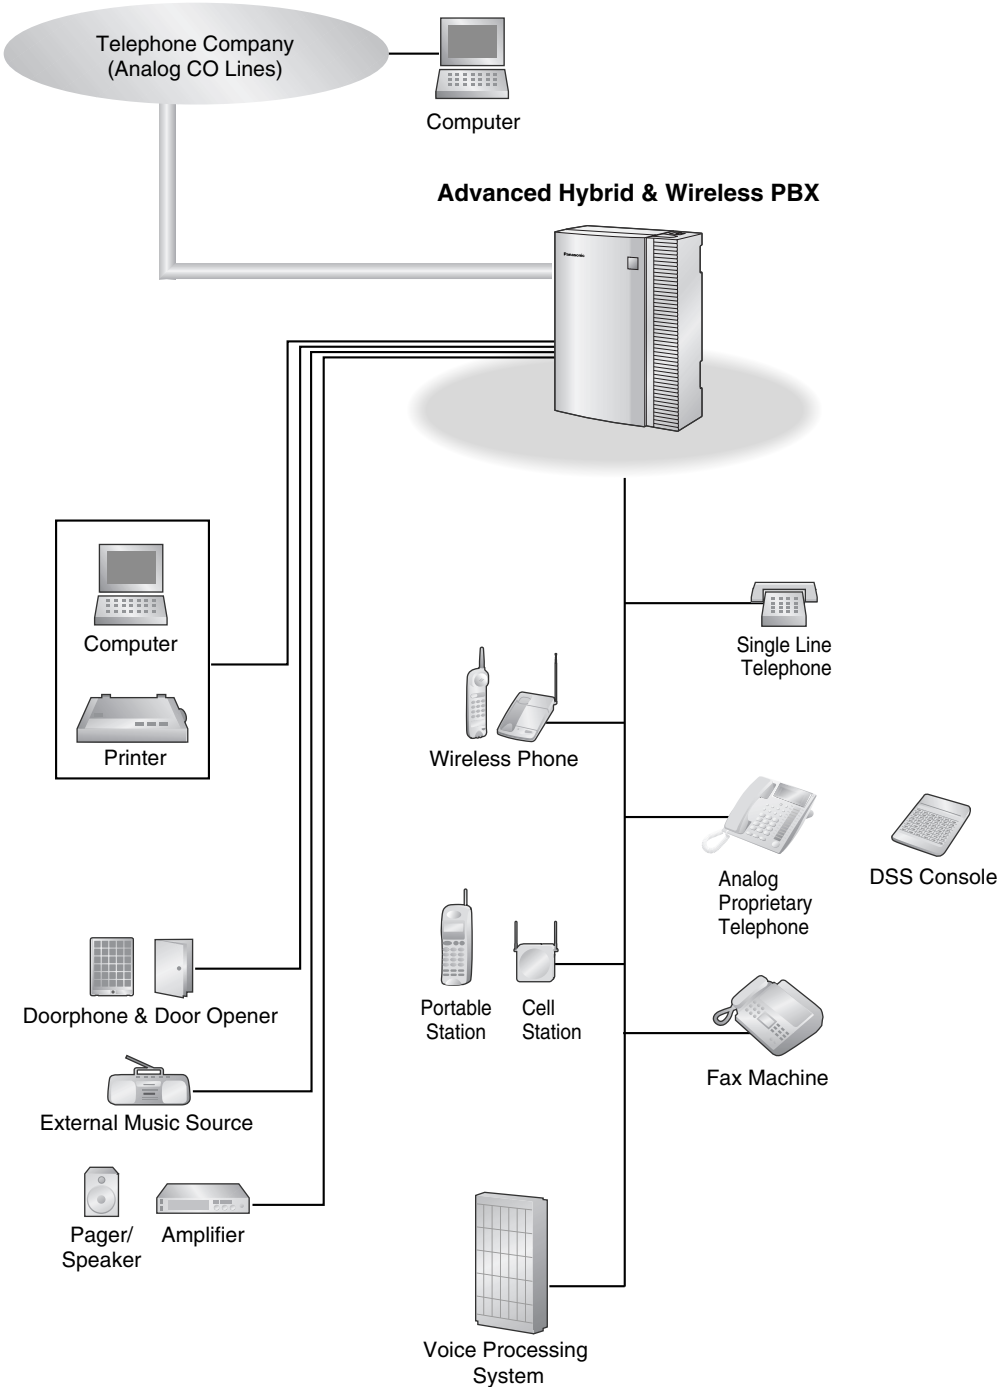 Telephone Company
(Analog CO Lines)
Computer
Advanced Hybrid & Wireless PBX
Panasonic
Computer
Printer
Single Line
Telephone
Wireless Phone
Analog
Proprietary
Telephone
DSS Console
Portable
Station
Cell
Station
Doorphone & Door Opener
Fax Machine
External Music Source
Pager/
Speaker
Amplifier
Voice Processing
System